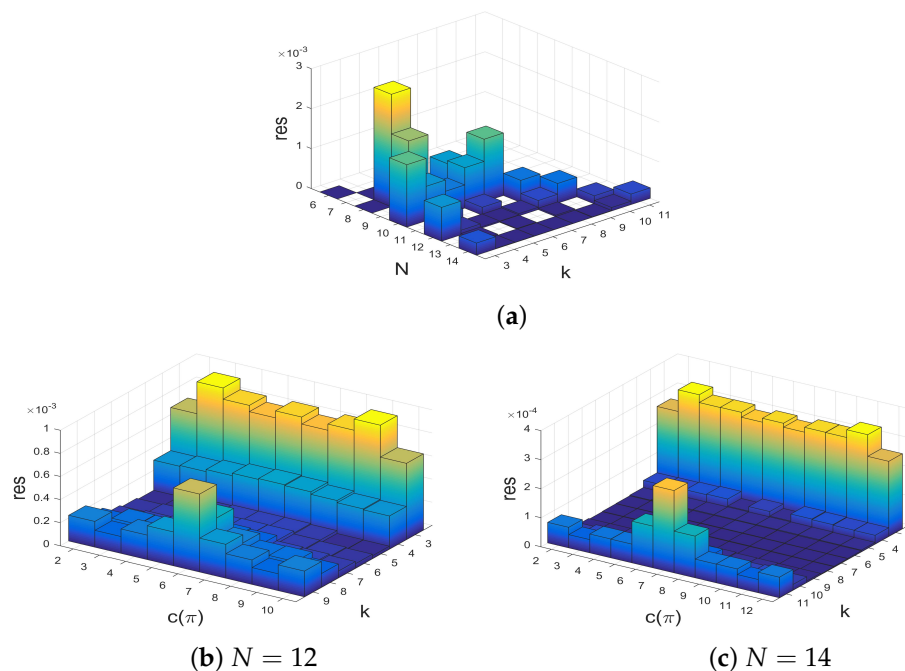 ×10⁻³
3
2
1
0
res
6 7 8 9 10 11 12 13 14
N
3 4 5 6 7 8 9 10 11
k
(a)
×10⁻³
1
0.8
0.6
0.4
0.2
0
res
2 3 4 5 6 7 8 9 10
c(π)
9 8 7 6 5 4 3
k
(b) N = 12
×10⁻⁴
4
3
2
1
0
res
2 3 4 5 6 7 8 9 10 11 12
c(π)
11 10 9 8 7 6 5 4
k
(c) N = 14